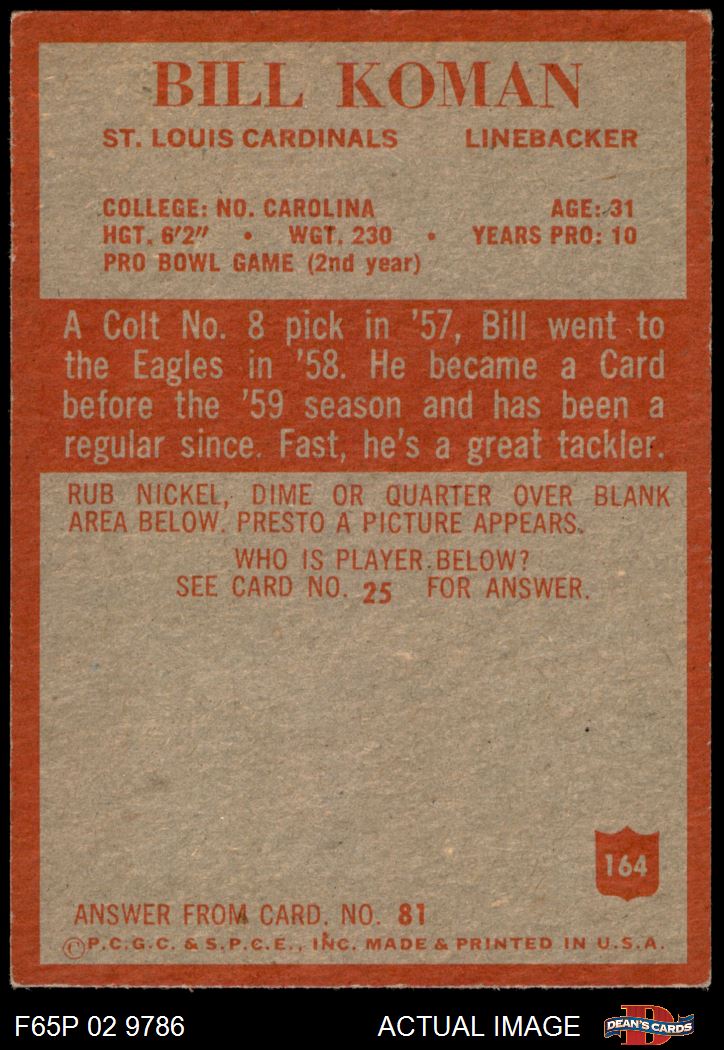 BILL KOMAN
ST. LOUIS CARDINALS LINEBACKER
COLLEGE: NO. CAROLINA AGE: 31
HGT. 6'2" • WGT. 230 • YEARS PRO: 10
PRO BOWL GAME (2nd year)
A Colt No. 8 pick in '57, Bill went to
the Eagles in '58. He became a Card
before the '59 season and has been a
regular since. Fast, he's a great tackler.
RUB NICKEL, DIME OR QUARTER OVER BLANK
AREA BELOW. PRESTO A PICTURE APPEARS.
WHO IS PLAYER BELOW?
SEE CARD NO. 25 FOR ANSWER.
164
ANSWER FROM CARD. NO. 81
©P.C.G.C. & S.P.C.E., INC. MADE & PRINTED IN U.S.A.
F65P 02 9786 ACTUAL IMAGE D DEAN'S CARDS